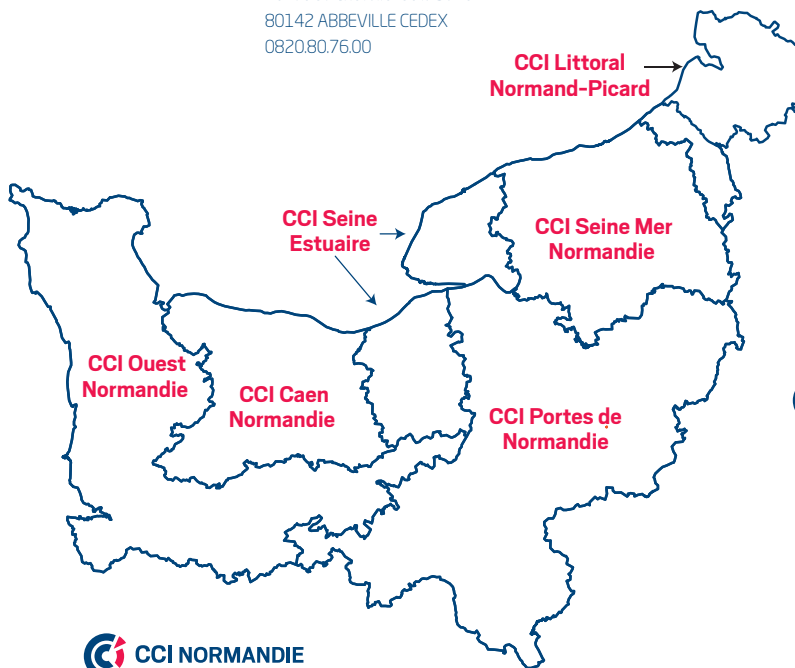 80142 ABBEVILLE CEDEX
0820.80.76.00
CCI Littoral
Normand-Picard
CCI Seine
Estuaire
CCI Seine Mer
Normandie
CCI Ouest
Normandie
CCI Caen
Normandie
CCI Portes de
Normandie
CCI NORMANDIE